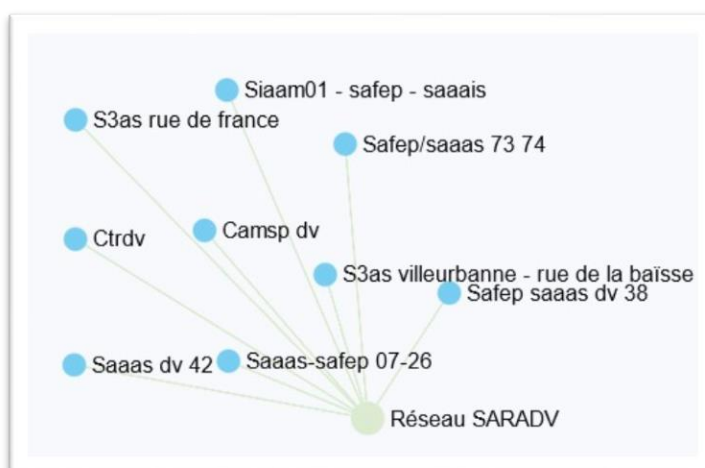 Siaam01 - safep - saaais
S3as rue de france
Safep/saaas 73 74
Ctrdv
Camsp dv
S3as villeurbanne - rue de la baïsse
Safep saaas dv 38
Saaas dv 42
Saaas-safep 07-26
Réseau SARADV